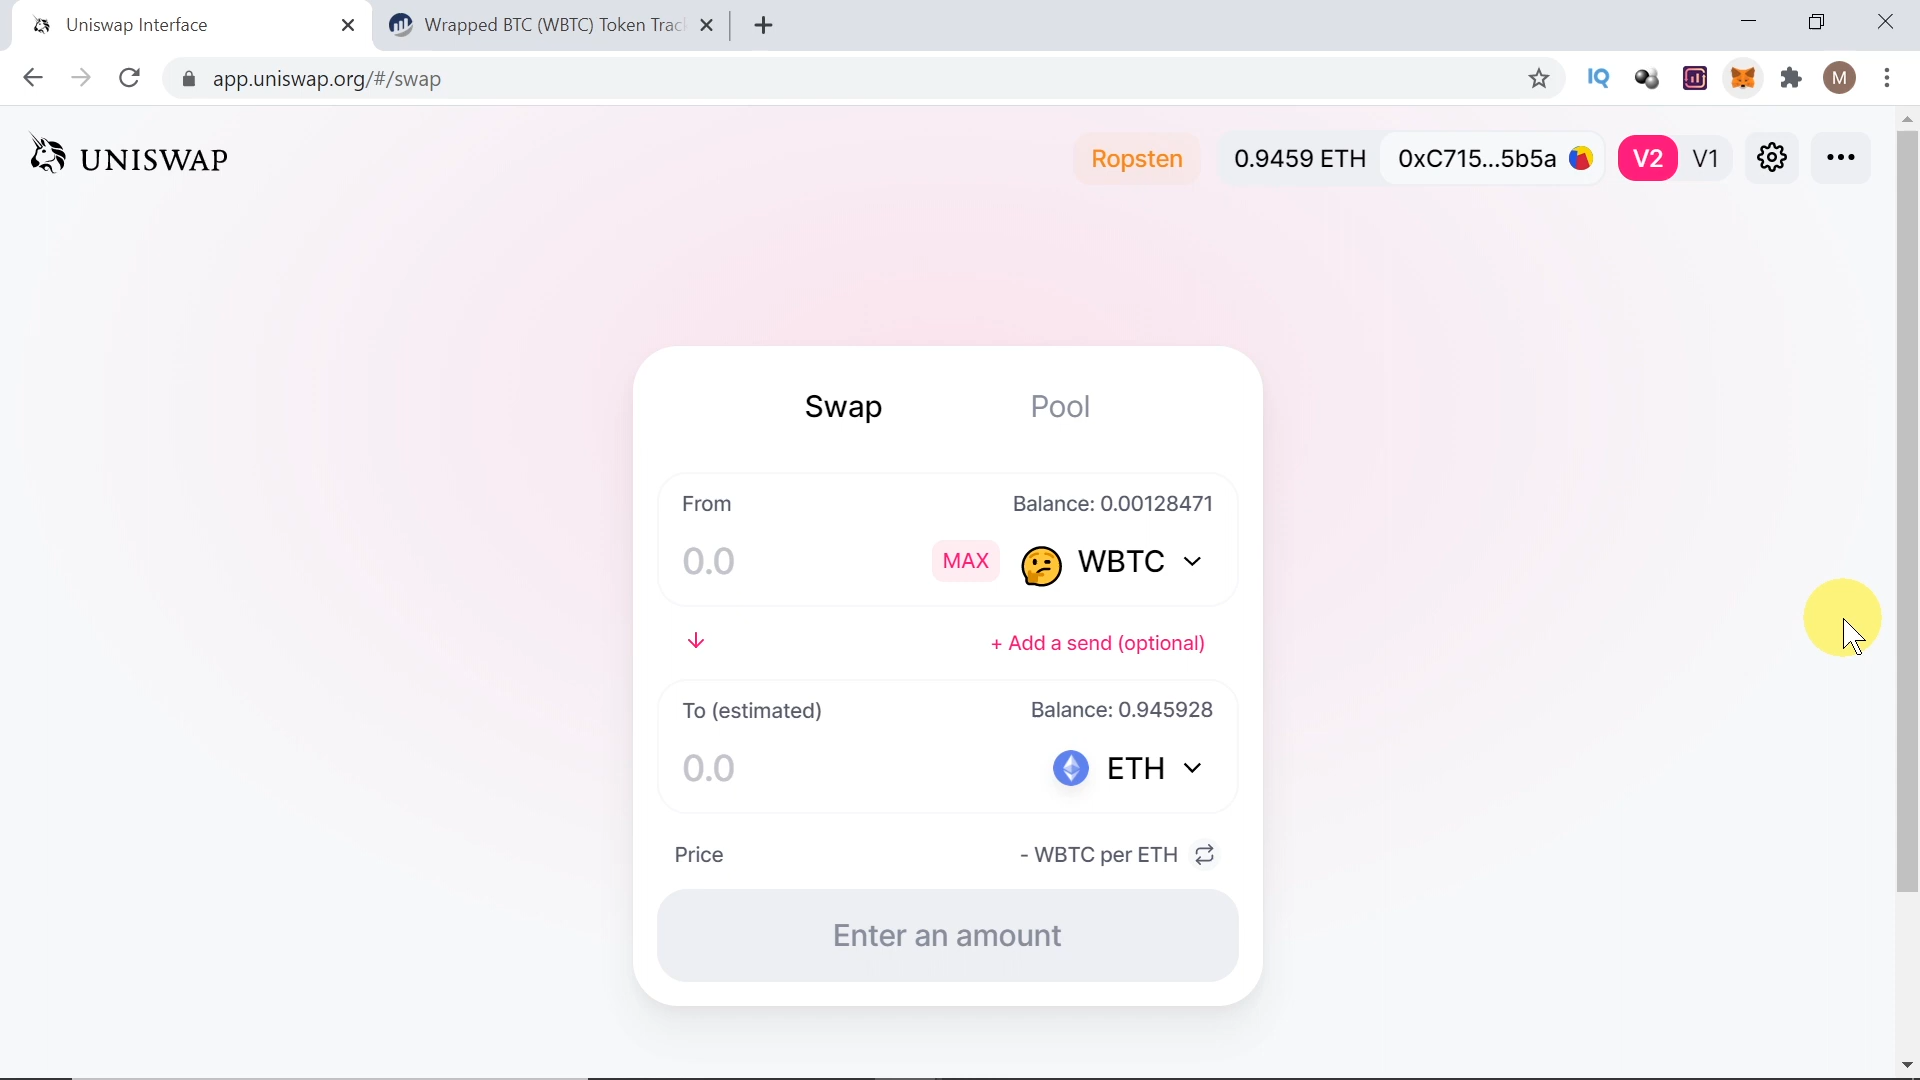 Uniswap Interface
Wrapped BTC (WBTC) Token Trac
app.uniswap.org/#/swap
IQ
M
UNISWAP
Ropsten
0.9459 ETH
0xC715...5b5a
V2
V1
Swap
Pool
From
Balance: 0.00128471
0.0
MAX
WBTC
+ Add a send (optional)
To (estimated)
Balance: 0.945928
0.0
ETH
Price
- WBTC per ETH
Enter an amount